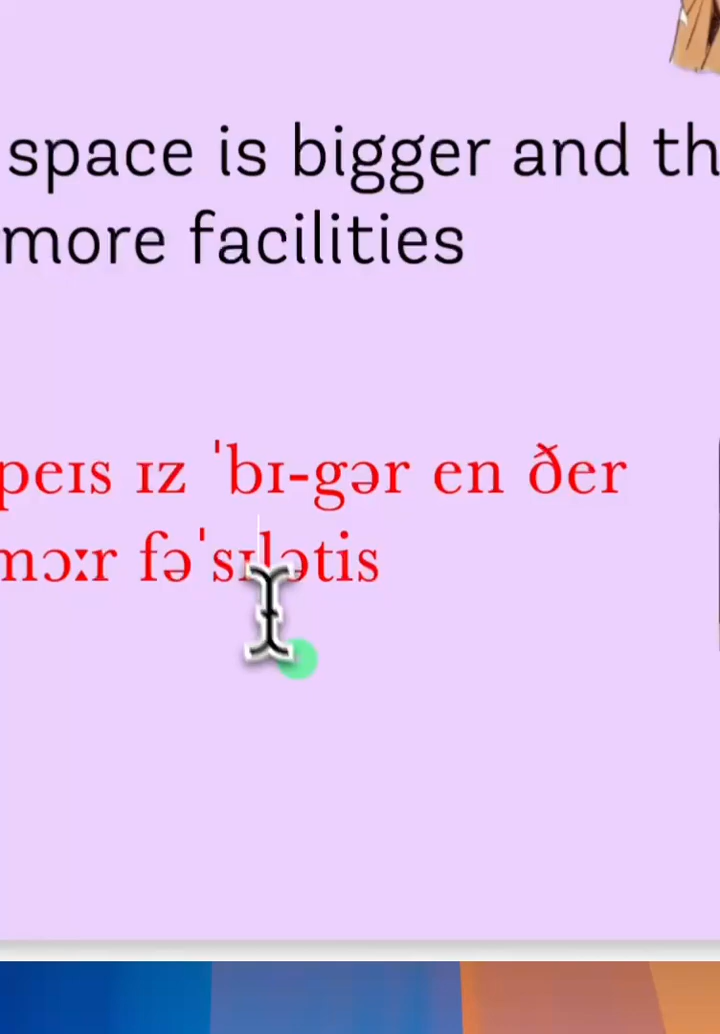 space is bigger and th
more facilities
peɪs ɪz ˈbɪ-gər en ðer
mɔːr fəˈsɪlətis